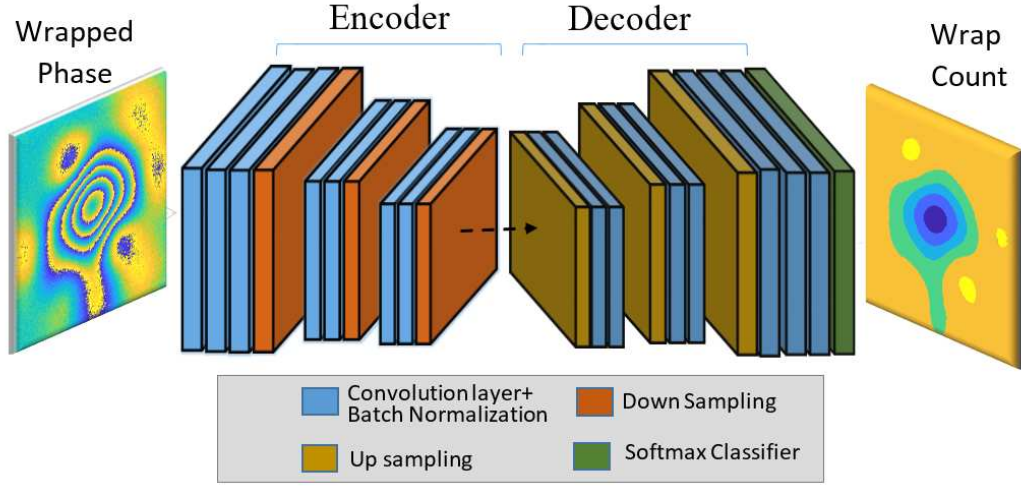 Encoder
Decoder
Wrapped
Phase
Wrap
Count
Convolution layer+
Batch Normalization
Down Sampling
Up sampling
Softmax Classifier